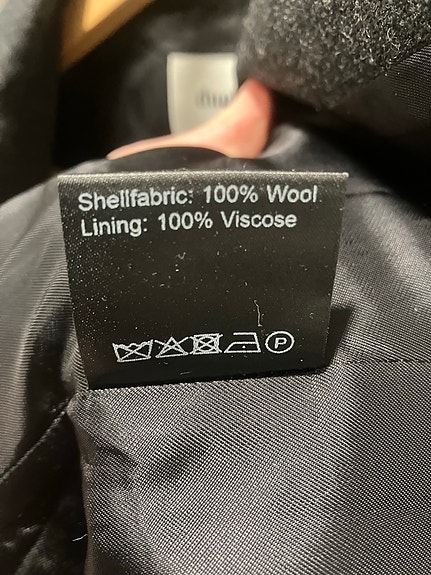 Shellfabric: 100% Wool
Lining: 100% Viscose
P